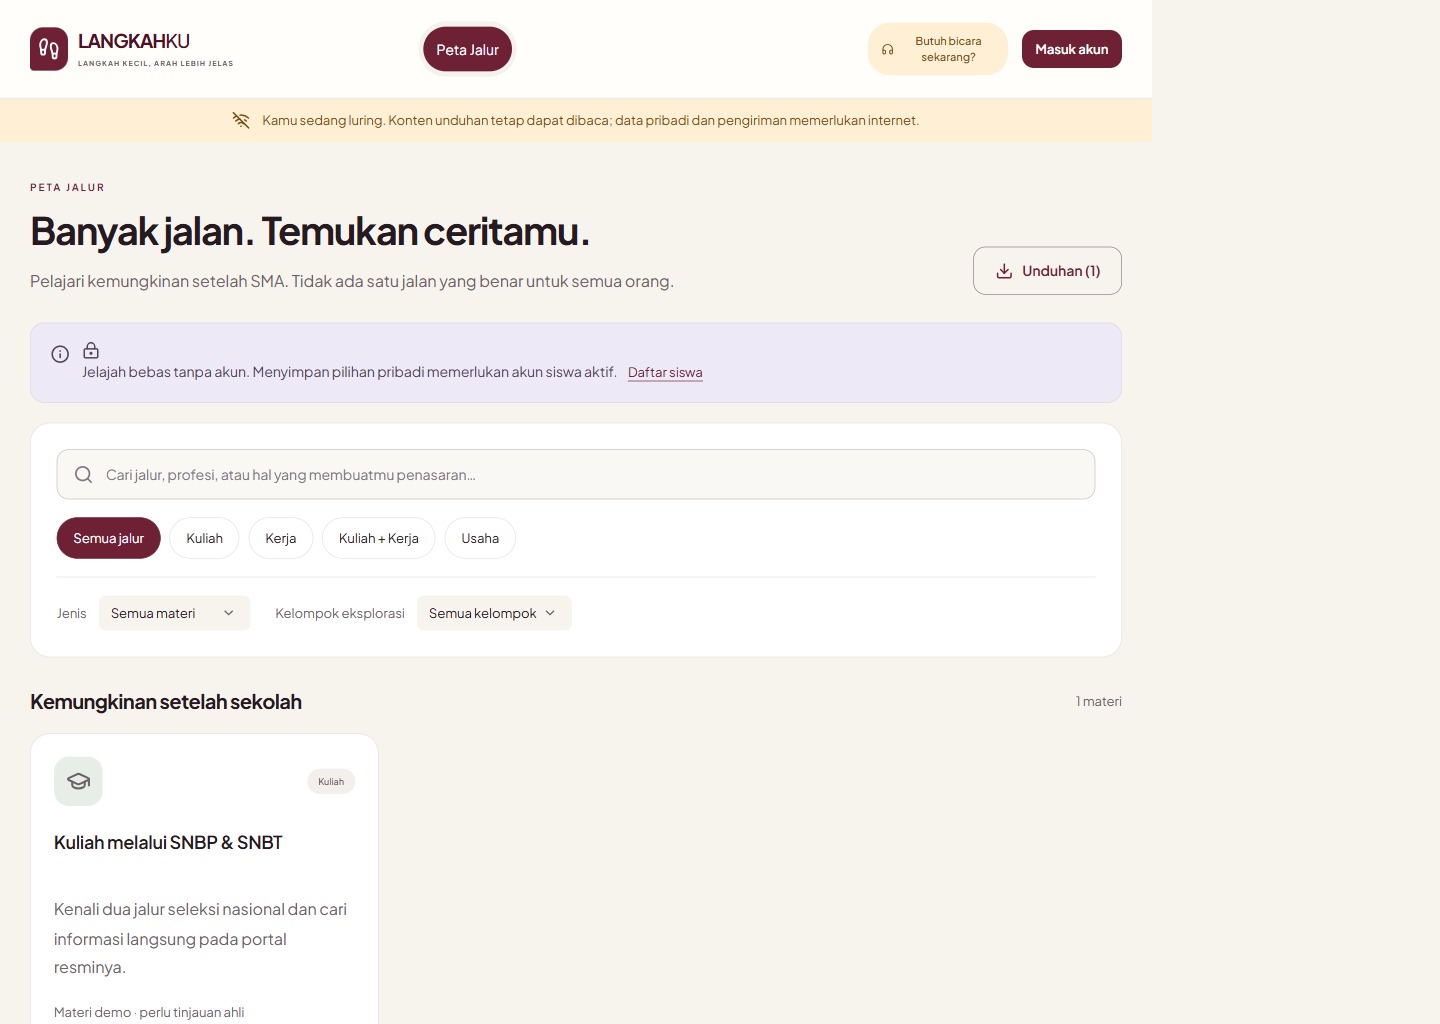 LANGKAHKU
LANGKAH KECIL, ARAH LEBIH JELAS
Peta Jalur
Butuh bicara
sekarang?
Masuk akun
Kamu sedang luring. Konten unduhan tetap dapat dibaca; data pribadi dan pengiriman memerlukan internet.
PETA JALUR
Banyak jalan. Temukan ceritamu.
Pelajari kemungkinan setelah SMA. Tidak ada satu jalan yang benar untuk semua orang.
Unduhan (1)
Jelajah bebas tanpa akun. Menyimpan pilihan pribadi memerlukan akun siswa aktif. Daftar siswa
Cari jalur, profesi, atau hal yang membuatmu penasaran…
Semua jalur
Kuliah
Kerja
Kuliah + Kerja
Usaha
Jenis
Semua materi
Kelompok eksplorasi
Semua kelompok
Kemungkinan setelah sekolah
1 materi
Kuliah
Kuliah melalui SNBP & SNBT
Kenali dua jalur seleksi nasional dan cari
informasi langsung pada portal
resminya.
Materi demo · perlu tinjauan ahli